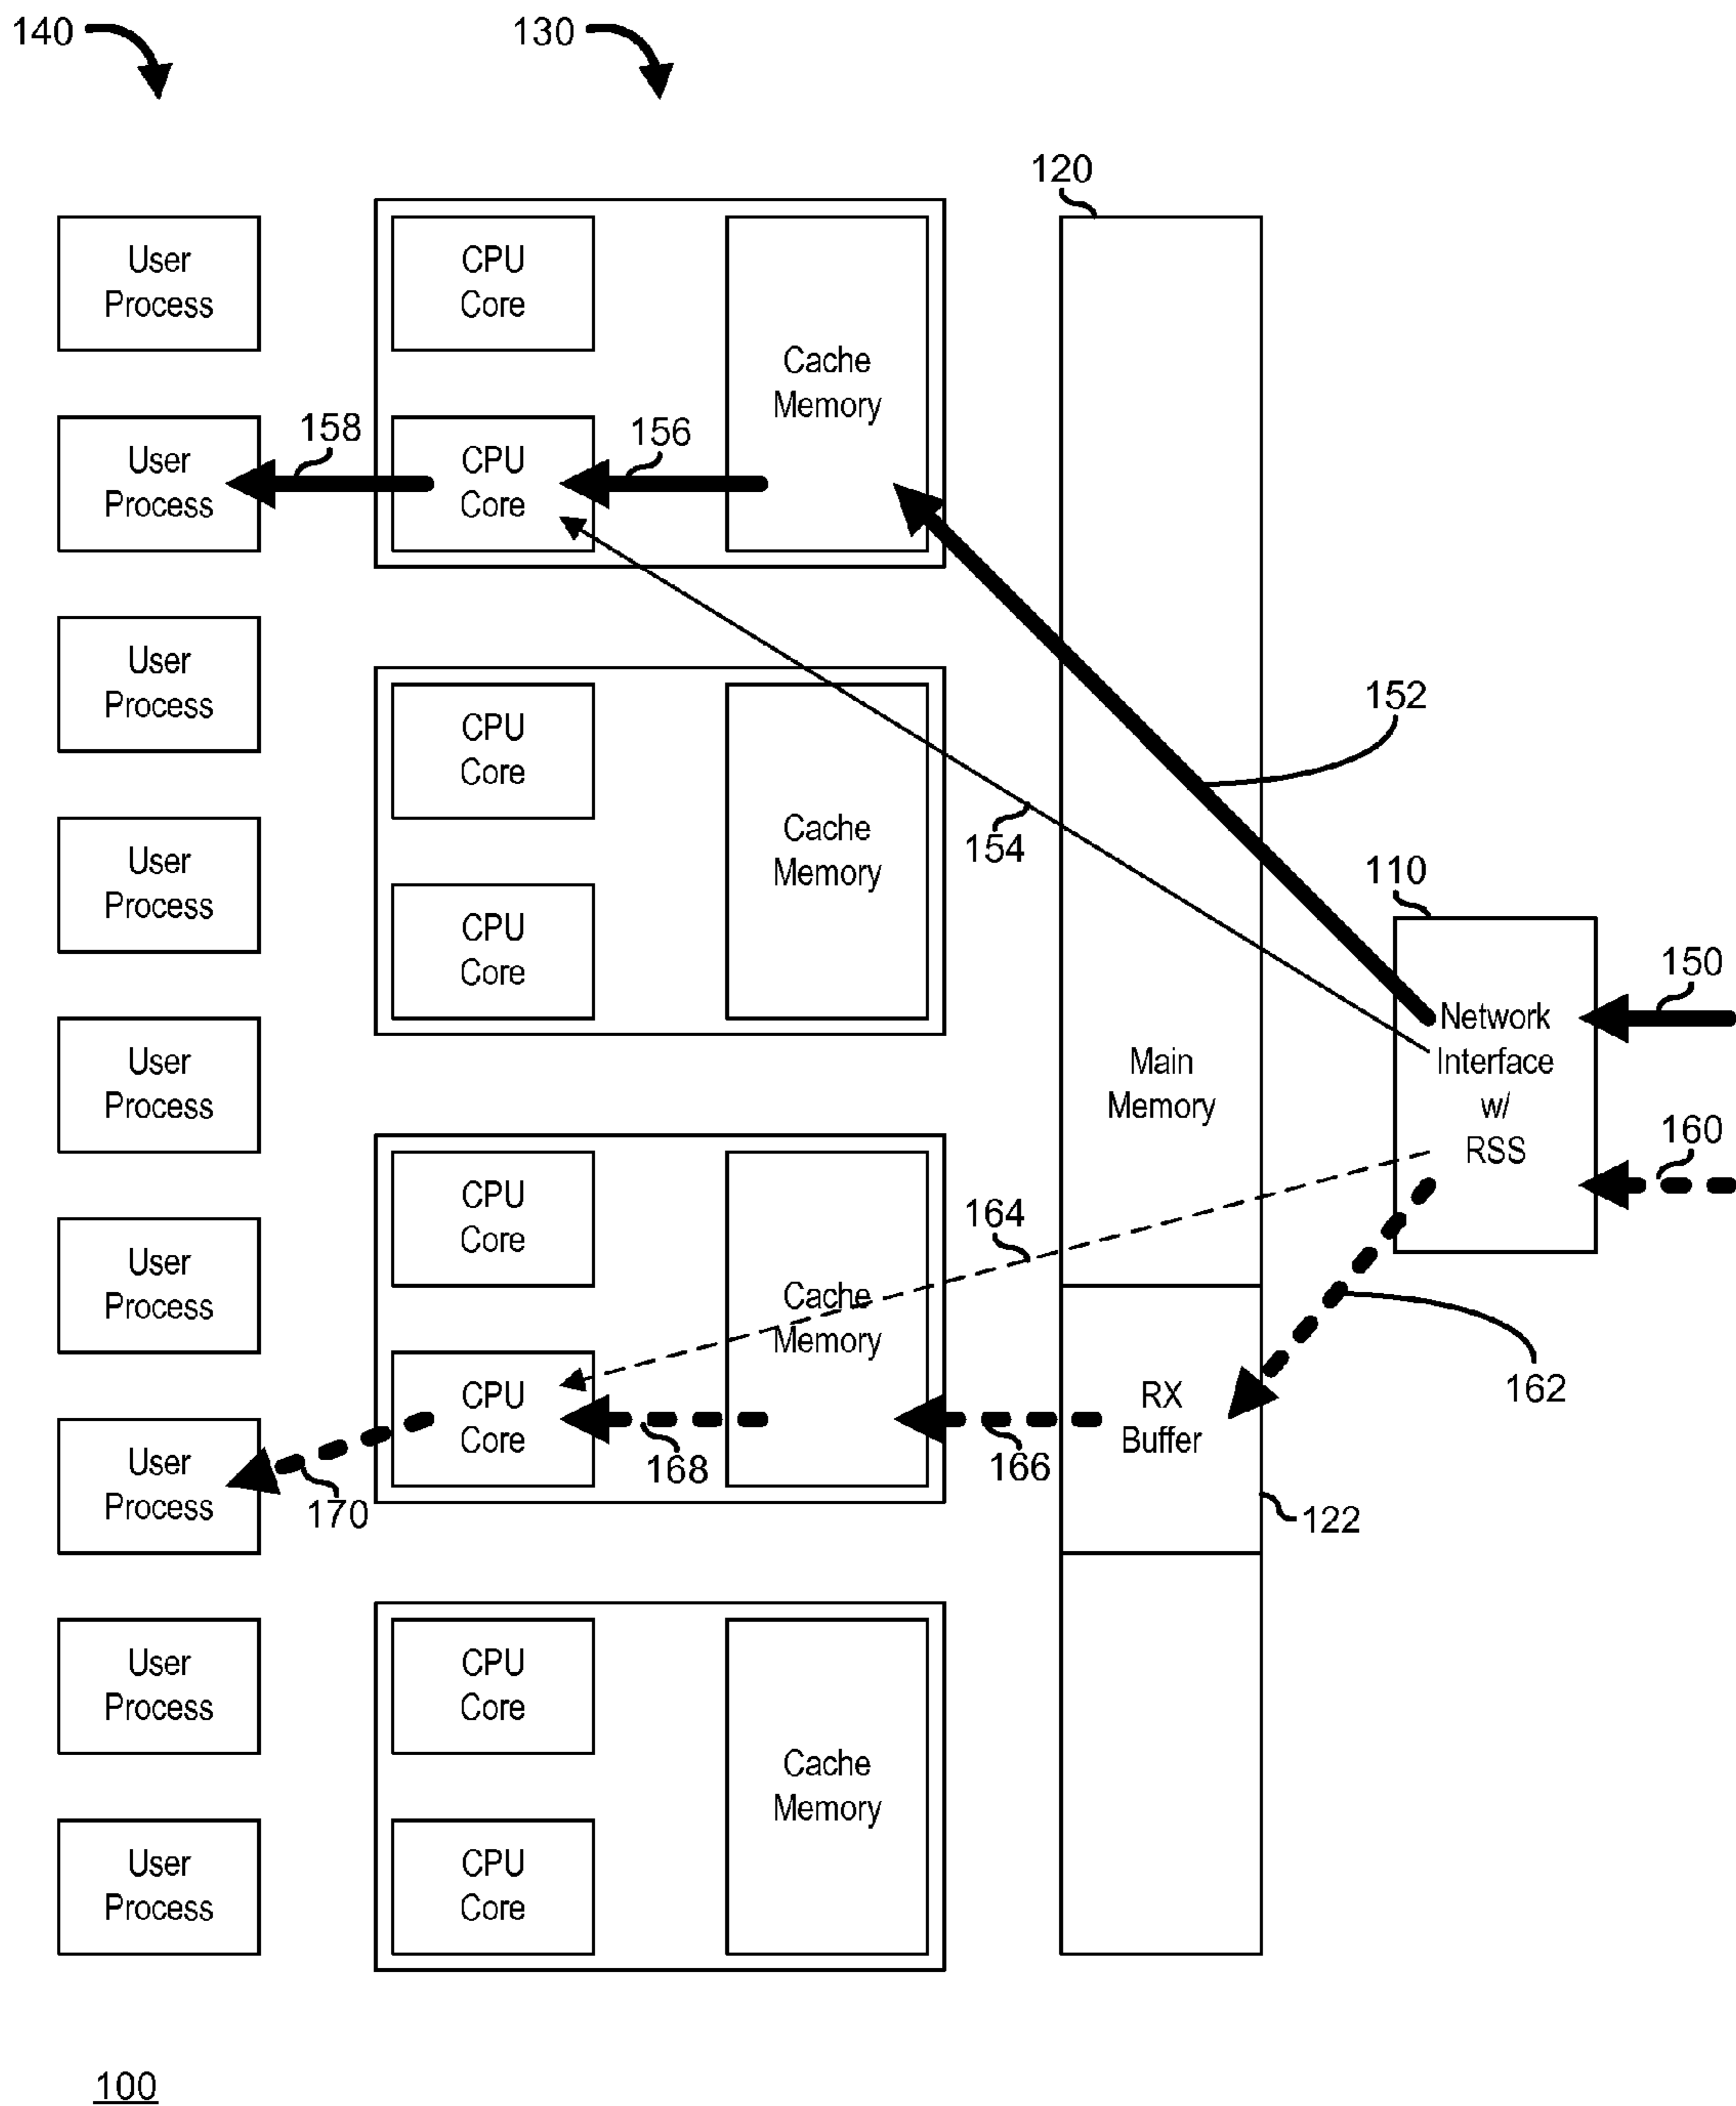 140
130
120
User
Process
CPU
Core
Cache
Memory
158
156
User
Process
CPU
Core
User
Process
152
CPU
Core
154
Cache
Memory
User
Process
110
CPU
Core
150
Network
Interface
w/
RSS
Main
Memory
User
Process
160
CPU
Core
164
User
Process
Cache
Memory
162
CPU
Core
RX
Buffer
168
166
User
Process
170
122
User
Process
CPU
Core
Cache
Memory
User
Process
CPU
Core
100